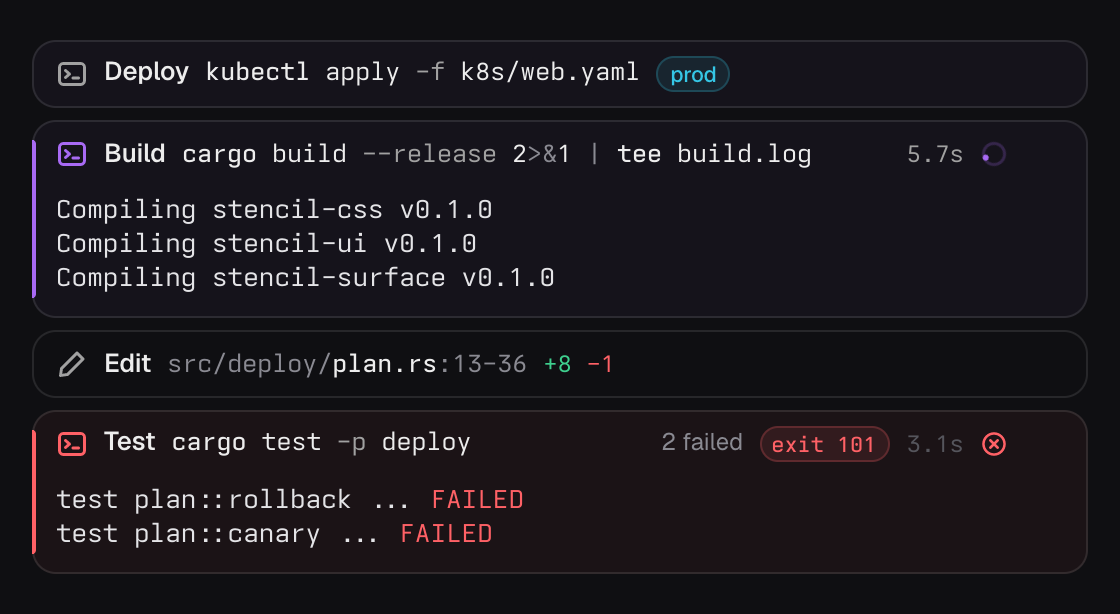 Deploy kubectl apply -f k8s/web.yaml prod
Build cargo build --release 2>&1 | tee build.log 5.7s
Compiling stencil-css v0.1.0
Compiling stencil-ui v0.1.0
Compiling stencil-surface v0.1.0
Edit src/deploy/plan.rs:13-36 +8 -1
Test cargo test -p deploy 2 failed exit 101 3.1s
test plan::rollback ... FAILED
test plan::canary ... FAILED